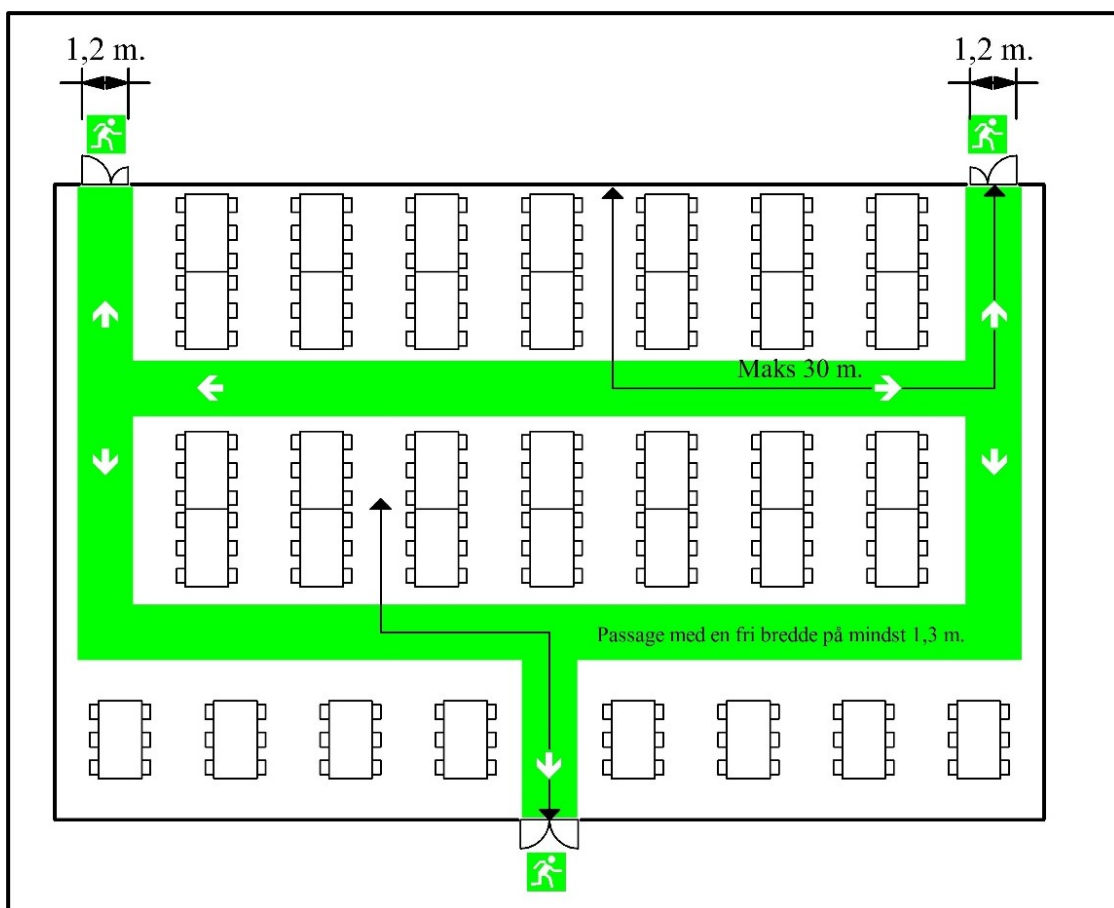 1,2 m.
1,2 m.
Maks 30 m.
Passage med en fri bredde på mindst 1,3 m.